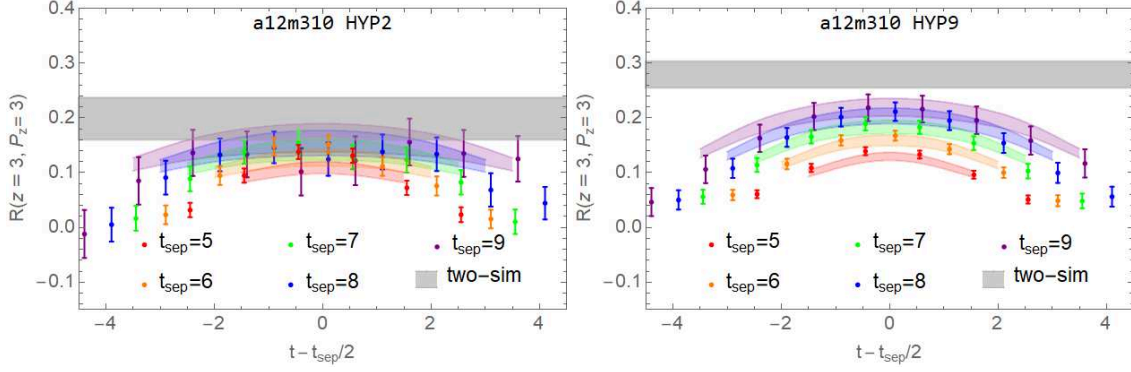 a12m310 HYP2
R(z = 3, P_z = 3)
0.4
0.3
0.2
0.1
0.0
−0.1
t_sep=5
t_sep=7
t_sep=9
t_sep=6
t_sep=8
two-sim
−4
−2
0
2
4
t − t_sep/2
a12m310 HYP9
R(z = 3, P_z = 3)
0.4
0.3
0.2
0.1
0.0
−0.1
t_sep=5
t_sep=7
t_sep=9
t_sep=6
t_sep=8
two-sim
−4
−2
0
2
4
t − t_sep/2